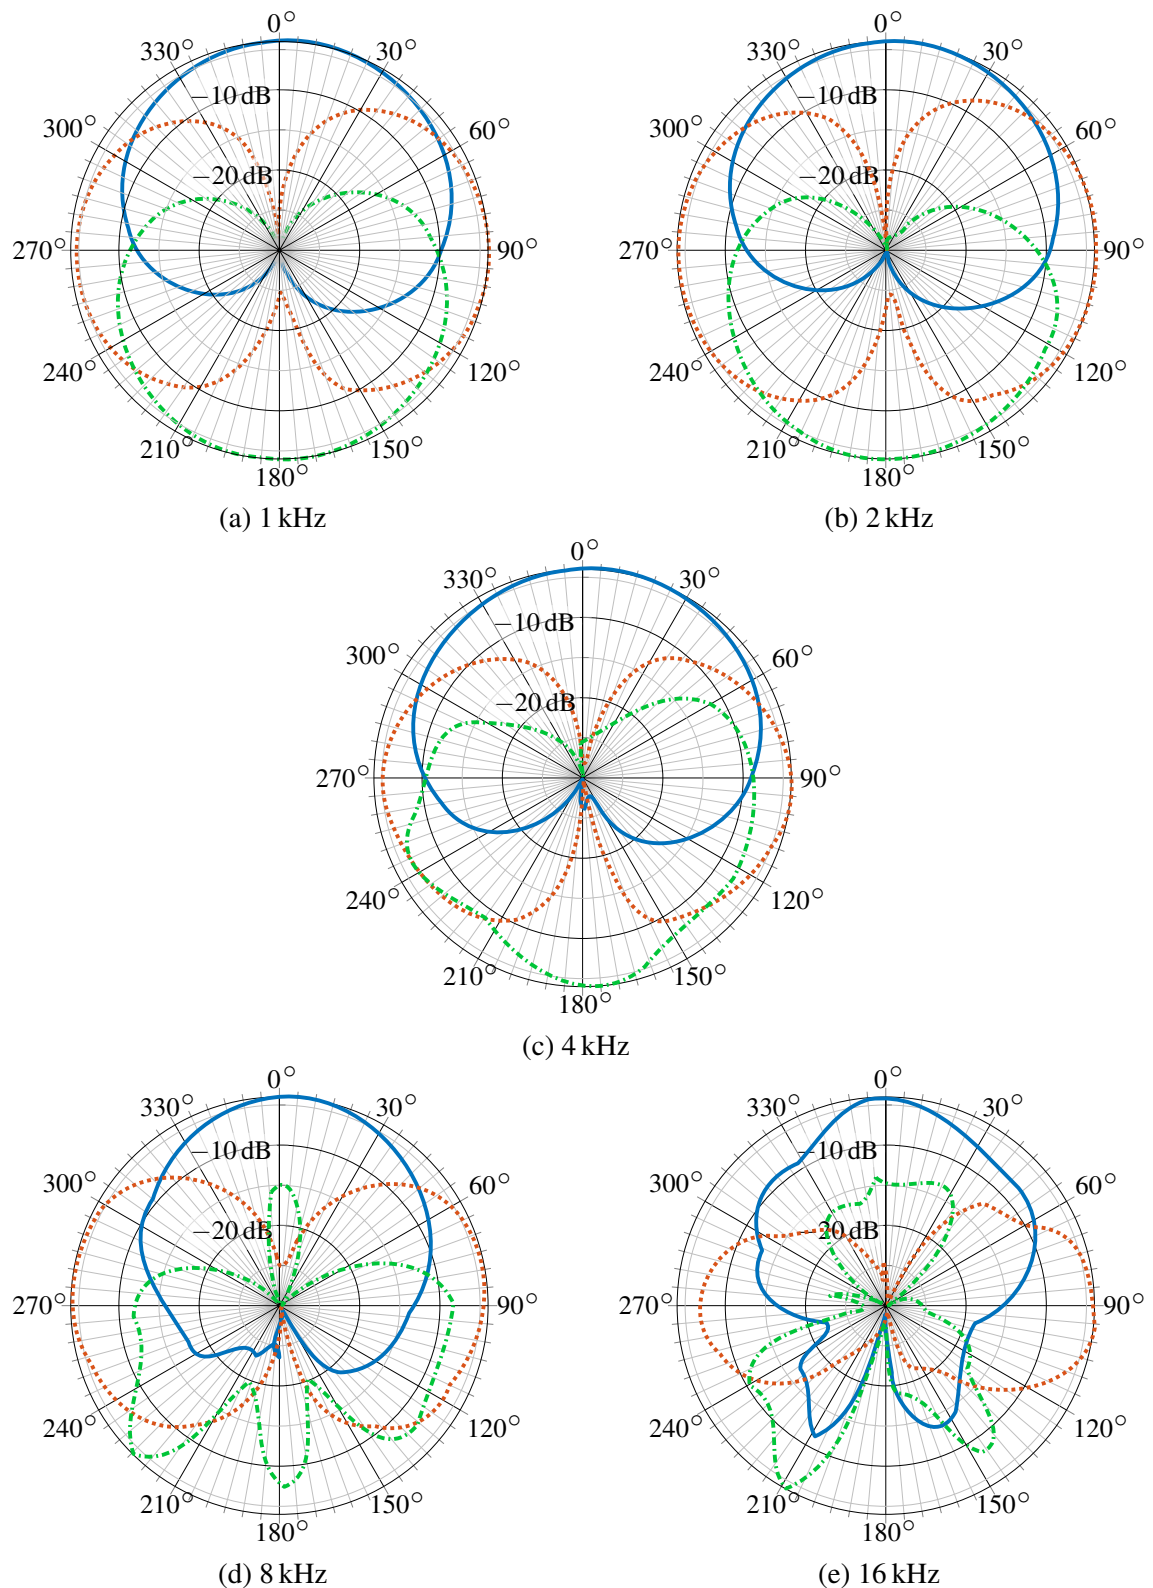 0° 0°
330° 30° 330° 30°
−10 dB −10 dB
300° 60° 300° 60°
−20 dB −20 dB
270° 90° 270° 90°
240° 120° 240° 120°
210° 150° 210° 150°
180° 180°
(a) 1 kHz (b) 2 kHz
0°
330° 30°
−10 dB
300° 60°
−20 dB
270° 90°
240° 120°
210° 150°
180°
(c) 4 kHz
0° 0°
330° 30° 330° 30°
−10 dB −10 dB
300° 60° 300° 60°
−20 dB −20 dB
270° 90° 270° 90°
240° 120° 240° 120°
210° 150° 210° 150°
180° 180°
(d) 8 kHz (e) 16 kHz